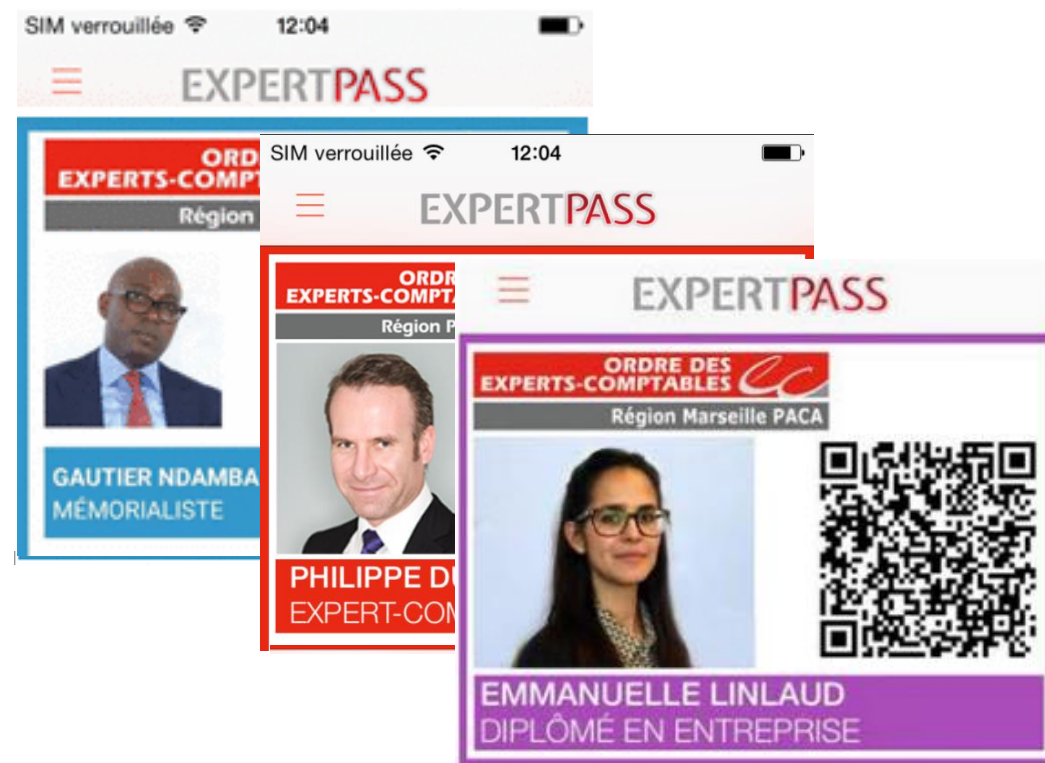 SIM verrouillée 12:04
EXPERTPASS
ORD
EXPERTS-COMPT
Région
GAUTIER NDAMBA
MÉMORIALISTE
SIM verrouillée 12:04
EXPERTPASS
ORDR
EXPERTS-COMPT
Région P
PHILIPPE DU
EXPERT-COM
EXPERTPASS
ORDRE DES
EXPERTS-COMPTABLES
Région Marseille PACA
EMMANUELLE LINLAUD
DIPLÔMÉ EN ENTREPRISE